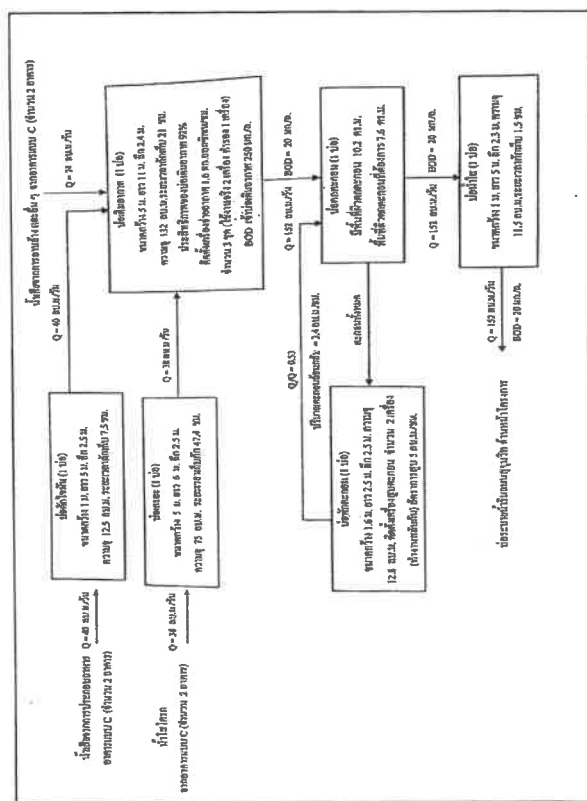 น้ำเสียจากการอาบล้างและอื่น ๆ จากอาคารแบบ C (จำนวน 2 อาคาร)
Q = 74 ลบ.ม/วัน
น้ำเสียจากการประกอบอาหาร
อาคารแบบ C (จำนวน 2 อาคาร)
Q = 40 ลบ.ม/วัน
บ่อดักไขมัน (1 บ่อ)
ขนาดกว้าง 1 ม. ยาว 5 ม. ลึก 2.5 ม.
ความจุ 12.5 ลบ.ม. ระยะเวลากักเก็บ 7.5 ชม.
Q = 40 ลบ.ม/วัน
น้ำโสโครก
จากอาคารแบบ C (จำนวน 2 อาคาร)
Q = 38 ลบ.ม/วัน
บ่อเกรอะ (1 บ่อ)
ขนาดกว้าง 5 ม. ยาว 6 ม. ลึก 2.5 ม.
ความจุ 75 ลบ.ม. ระยะเวลาเก็บกัก 47.4 ชม.
Q = 38 ลบ.ม/วัน
บ่อเติมอากาศ (1 บ่อ)
ขนาดกว้าง 5 ม. ยาว 11 ม. ลึก 2.4 ม.
ความจุ 132 ลบ.ม. ระยะเวลากักเก็บ 21 ชม.
ประสิทธิภาพของบ่อเติมอากาศ 92%
ติดตั้งเครื่องจ่ายอากาศ 1.6 กก.ออกซิเจน/ชม.
จำนวน 3 ชุด (ใช้งานจริง 2 เครื่อง สำรอง 1 เครื่อง)
BOD เข้าบ่อเติมอากาศ 250 มก./ล.
Q = 152 ลบ.ม/วัน
BOD = 20 มก./ล.
Q/Q = 0.53
ปริมาตรตะกอนย้อนกลับ = 3.4 ลบ.ม/ชม.
บ่อตกตะกอน (1 บ่อ)
มีพื้นที่ผิวตกตะกอน 10.2 ตร.ม.
พื้นที่ผิวตกตะกอนที่ต้องการ 7.6 ตร.ม.
ตะกอนทั้งหมด
บ่อพักตะกอน (1 บ่อ)
ขนาดกว้าง 1.6 ม. ยาว 2.5 ม. ลึก 2.5 ม. ความจุ
12.8 ลบ.ม. ติดตั้งเครื่องสูบตะกอน จำนวน 2 เครื่อง
(ทำงานสลับกัน) อัตราการสูบ 5 ลบ.ม/ชม.
Q = 152 ลบ.ม/วัน
BOD = 20 มก./ล.
บ่อน้ำใส (1 บ่อ)
ขนาดกว้าง 1 ม. ยาว 5 ม. ลึก 2.3 ม. ความจุ
11.5 ลบ.ม. ระยะเวลากักเก็บ 1.5 ชม.
Q = 152 ลบ.ม/วัน
BOD = 20 มก./ล.
บ่อระบายน้ำริมถนนสุขุมวิท ด้านหน้าโครงการ